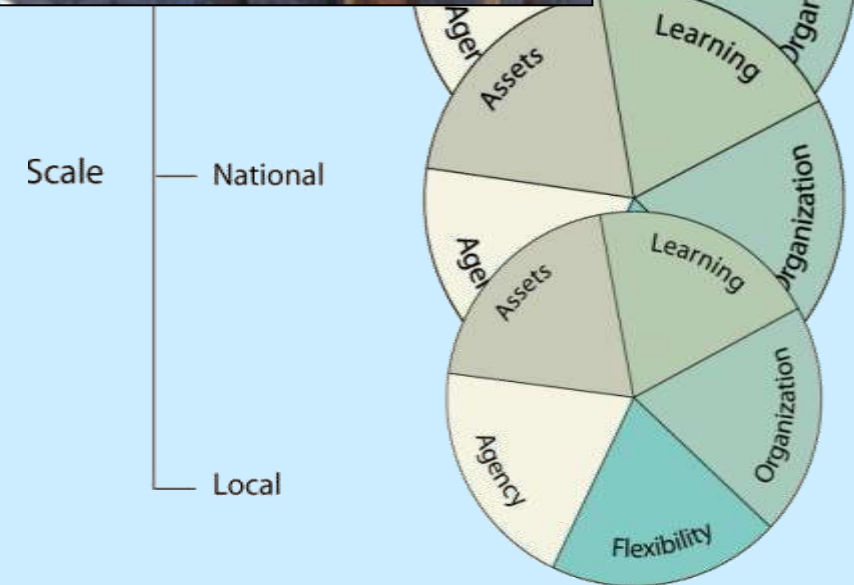 Assets
Learning
Scale
National
Organization
Assets
Learning
Organization
Agency
Local
Flexibility